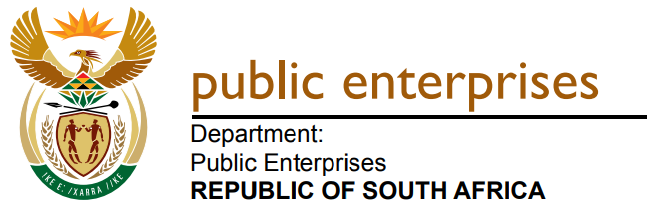 public enterprises
Department:
Public Enterprises
REPUBLIC OF SOUTH AFRICA
!KE E: /XARRA //KE